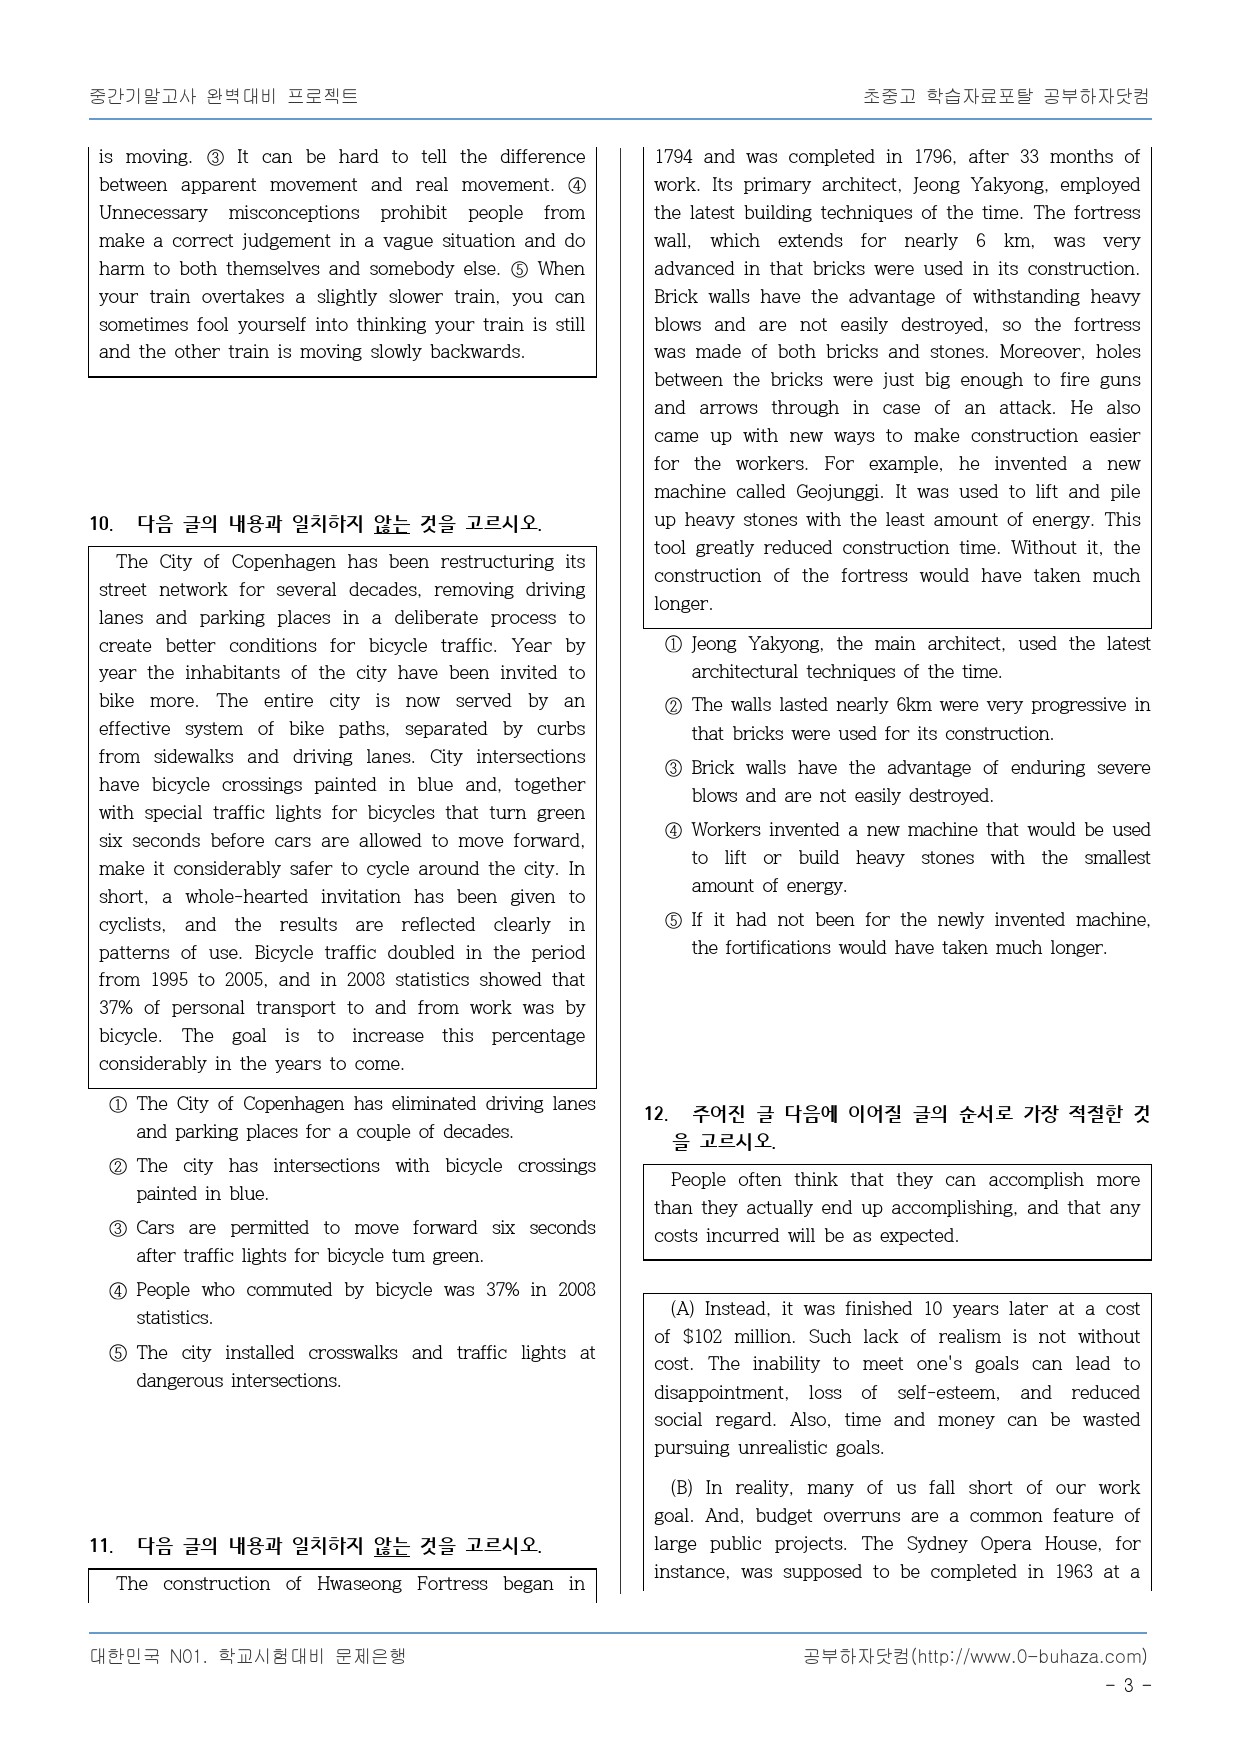 중간기말고사 완벽대비 프로젝트
초중고 학습자료포탈 공부하자닷컴
is moving. ③ It can be hard to tell the difference
between apparent movement and real movement. ④
Unnecessary misconceptions prohibit people from
make a correct judgement in a vague situation and do
harm to both themselves and somebody else. ⑤ When
your train overtakes a slightly slower train, you can
sometimes fool yourself into thinking your train is still
and the other train is moving slowly backwards.
10. 다음 글의 내용과 일치하지 않는 것을 고르시오.
The City of Copenhagen has been restructuring its
street network for several decades, removing driving
lanes and parking places in a deliberate process to
create better conditions for bicycle traffic. Year by
year the inhabitants of the city have been invited to
bike more. The entire city is now served by an
effective system of bike paths, separated by curbs
from sidewalks and driving lanes. City intersections
have bicycle crossings painted in blue and, together
with special traffic lights for bicycles that turn green
six seconds before cars are allowed to move forward,
make it considerably safer to cycle around the city. In
short, a whole-hearted invitation has been given to
cyclists, and the results are reflected clearly in
patterns of use. Bicycle traffic doubled in the period
from 1995 to 2005, and in 2008 statistics showed that
37% of personal transport to and from work was by
bicycle. The goal is to increase this percentage
considerably in the years to come.
① The City of Copenhagen has eliminated driving lanes
and parking places for a couple of decades.
② The city has intersections with bicycle crossings
painted in blue.
③ Cars are permitted to move forward six seconds
after traffic lights for bicycle tum green.
④ People who commuted by bicycle was 37% in 2008
statistics.
⑤ The city installed crosswalks and traffic lights at
dangerous intersections.
11. 다음 글의 내용과 일치하지 않는 것을 고르시오.
The construction of Hwaseong Fortress began in
1794 and was completed in 1796, after 33 months of
work. Its primary architect, Jeong Yakyong, employed
the latest building techniques of the time. The fortress
wall, which extends for nearly 6 km, was very
advanced in that bricks were used in its construction.
Brick walls have the advantage of withstanding heavy
blows and are not easily destroyed, so the fortress
was made of both bricks and stones. Moreover, holes
between the bricks were just big enough to fire guns
and arrows through in case of an attack. He also
came up with new ways to make construction easier
for the workers. For example, he invented a new
machine called Geojunggi. It was used to lift and pile
up heavy stones with the least amount of energy. This
tool greatly reduced construction time. Without it, the
construction of the fortress would have taken much
longer.
① Jeong Yakyong, the main architect, used the latest
architectural techniques of the time.
② The walls lasted nearly 6km were very progressive in
that bricks were used for its construction.
③ Brick walls have the advantage of enduring severe
blows and are not easily destroyed.
④ Workers invented a new machine that would be used
to lift or build heavy stones with the smallest
amount of energy.
⑤ If it had not been for the newly invented machine,
the fortifications would have taken much longer.
12. 주어진 글 다음에 이어질 글의 순서로 가장 적절한 것
을 고르시오.
People often think that they can accomplish more
than they actually end up accomplishing, and that any
costs incurred will be as expected.
(A) Instead, it was finished 10 years later at a cost
of $102 million. Such lack of realism is not without
cost. The inability to meet one's goals can lead to
disappointment, loss of self-esteem, and reduced
social regard. Also, time and money can be wasted
pursuing unrealistic goals.
(B) In reality, many of us fall short of our work
goal. And, budget overruns are a common feature of
large public projects. The Sydney Opera House, for
instance, was supposed to be completed in 1963 at a
대한민국 N01. 학교시험대비 문제은행
공부하자닷컴(http://www.0-buhaza.com)
- 3 -